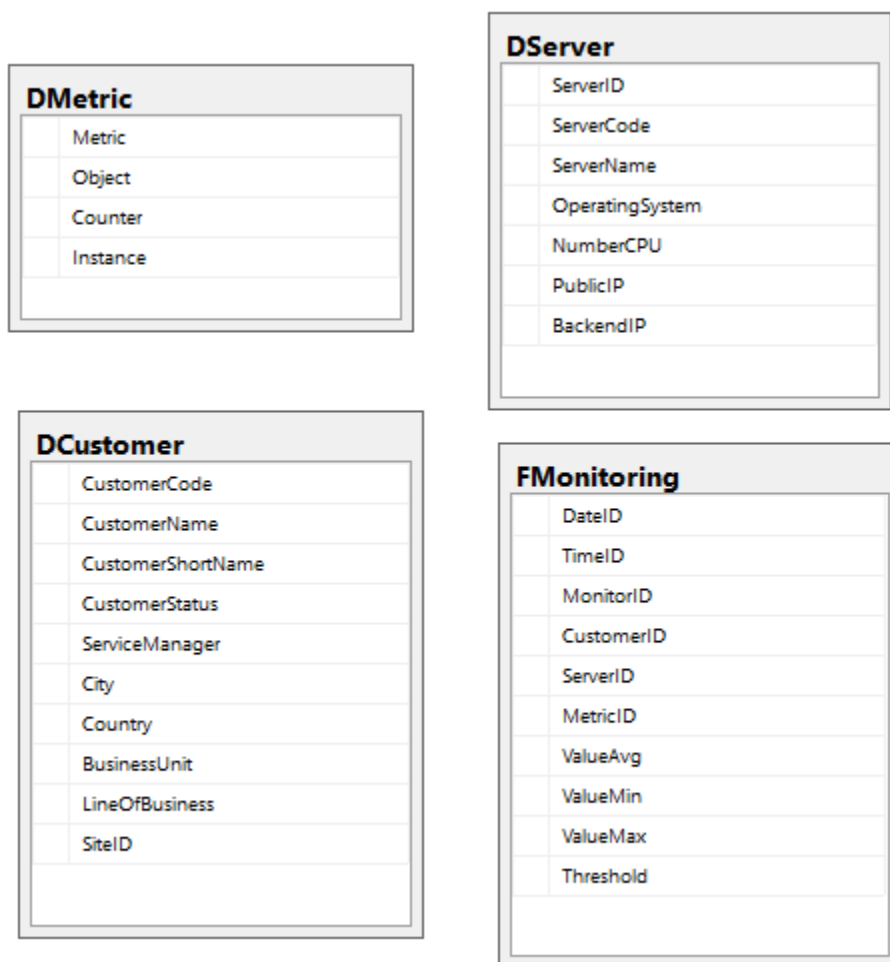 DMetric
Metric
Object
Counter
Instance
DServer
ServerID
ServerCode
ServerName
OperatingSystem
NumberCPU
PublicIP
BackendIP
DCustomer
CustomerCode
CustomerName
CustomerShortName
CustomerStatus
ServiceManager
City
Country
BusinessUnit
LineOfBusiness
SiteID
FMonitoring
DateID
TimeID
MonitorID
CustomerID
ServerID
MetricID
ValueAvg
ValueMin
ValueMax
Threshold